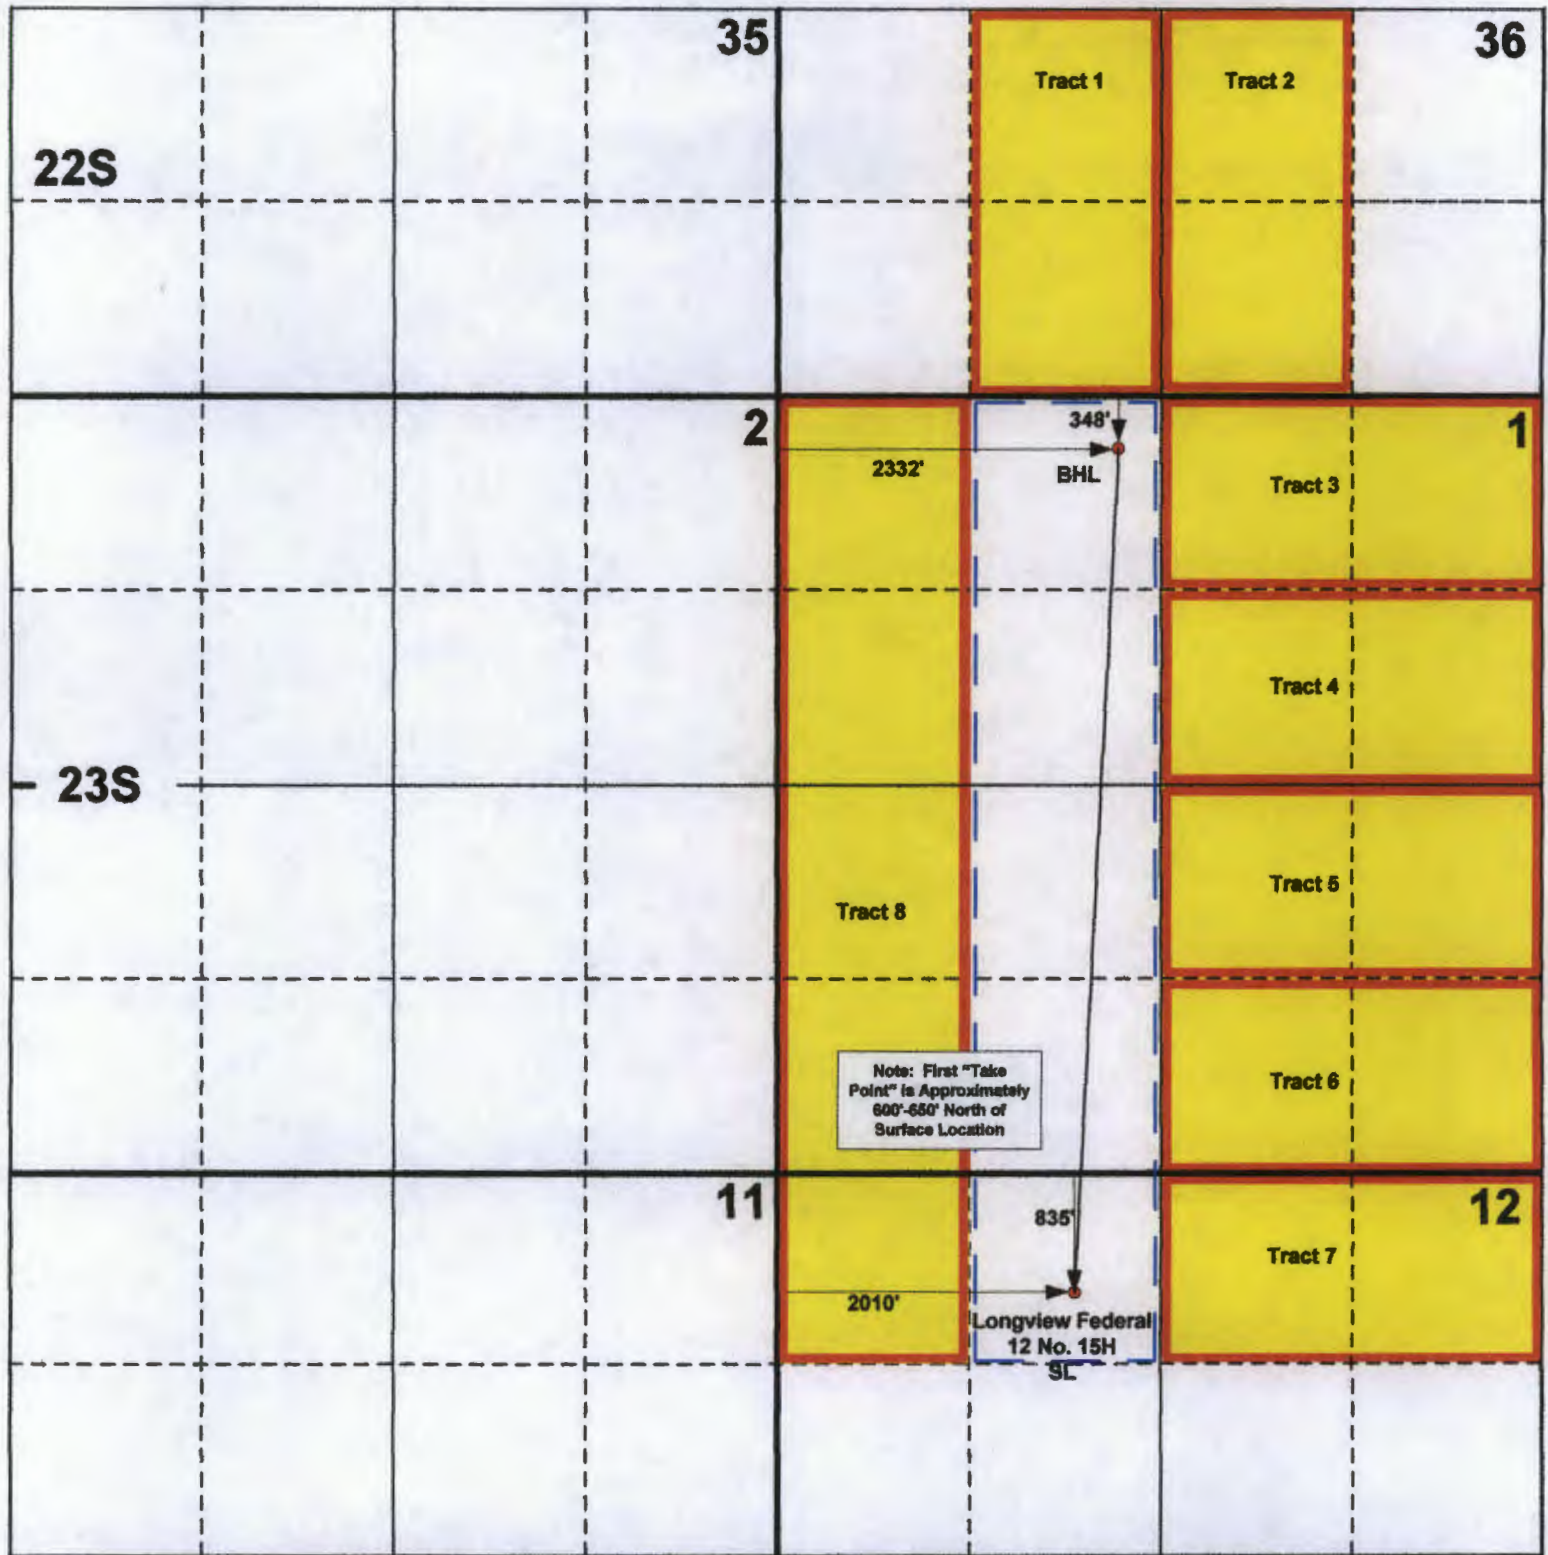 35
36
Tract 1
Tract 2
22S
2
1
348'
2332'
BHL
Tract 3
Tract 4
23S
Tract 5
Tract 8
Note: First "Take
Point" is Approximately
600'-650' North of
Surface Location
Tract 6
11
12
835'
Tract 7
2010'
Longview Federal
12 No. 15H
SL